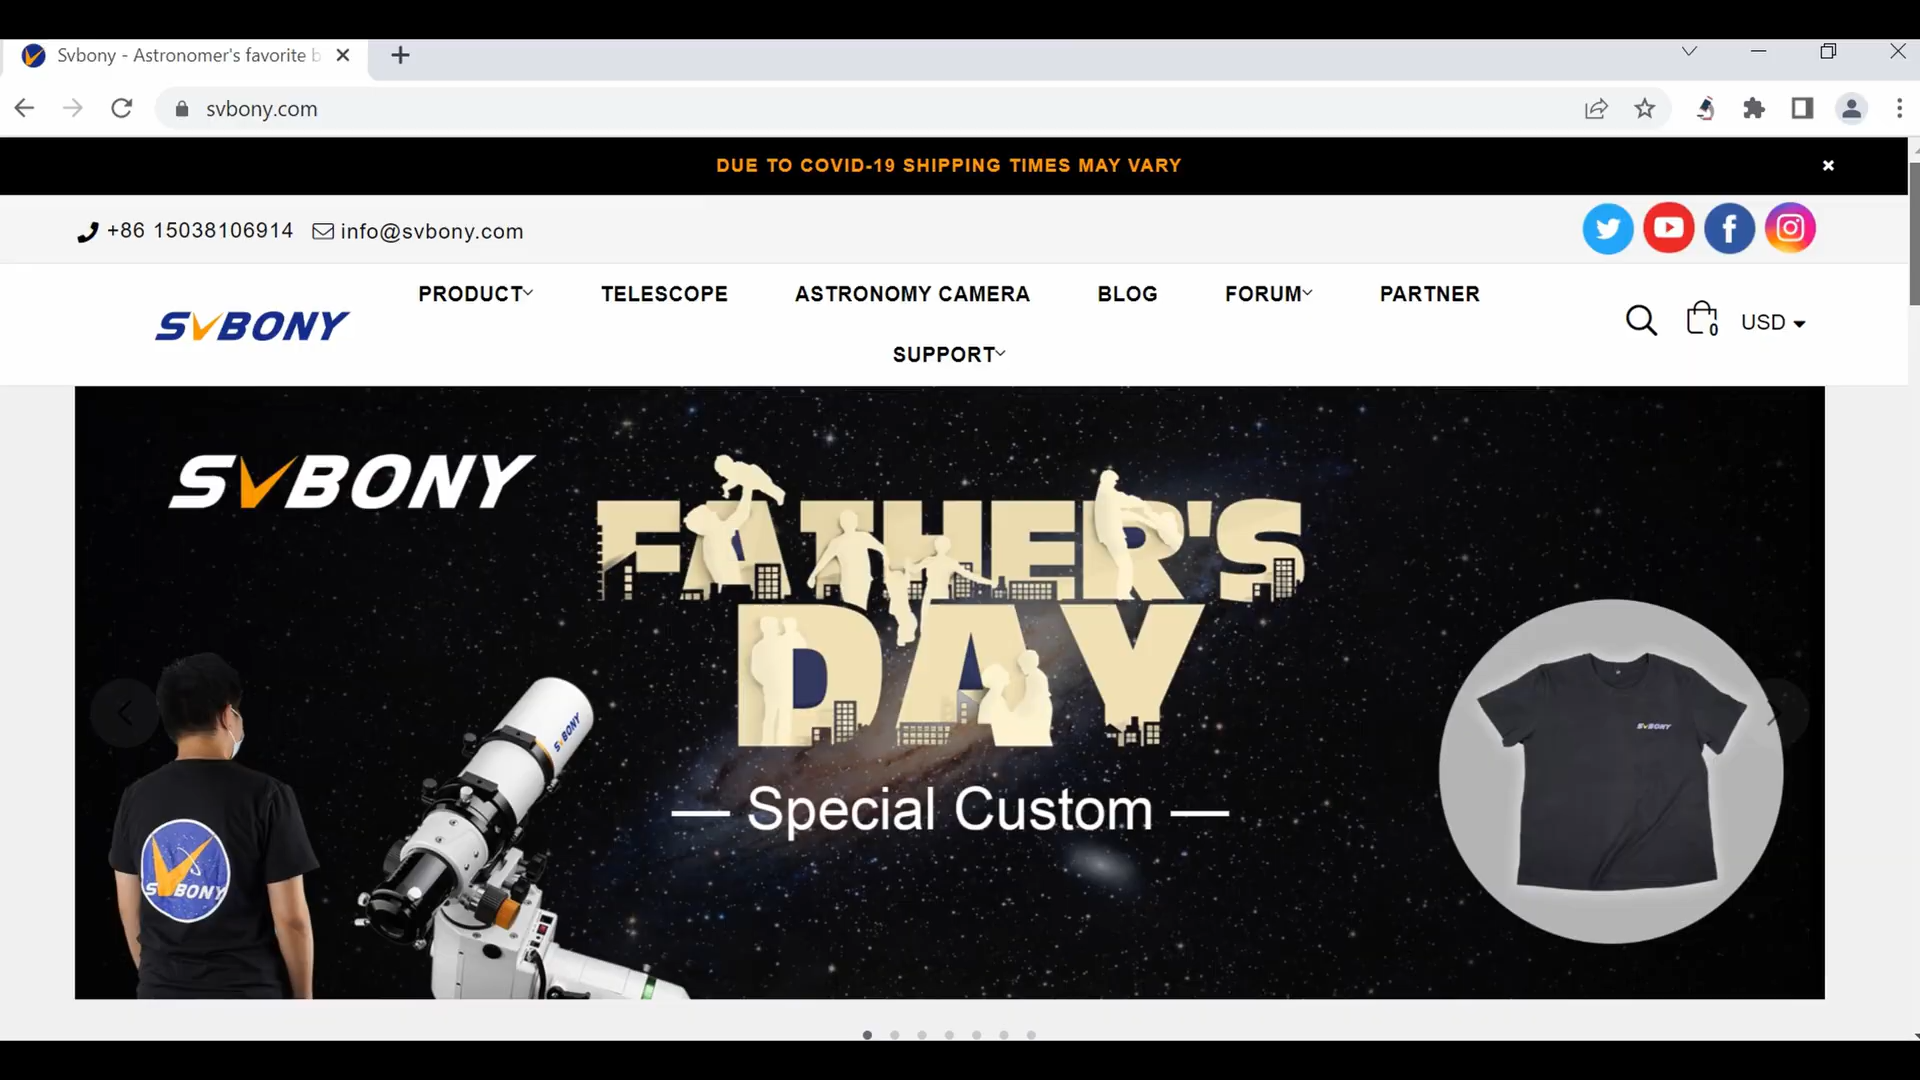 Svbony - Astronomer's favorite b
svbony.com
DUE TO COVID-19 SHIPPING TIMES MAY VARY
+86 15038106914 info@svbony.com
PRODUCT TELESCOPE ASTRONOMY CAMERA BLOG FORUM PARTNER
SVBONY
0 USD
SUPPORT
SVBONY
FATHER'S
DAY
— Special Custom —
SVBONY
SVBONY
SVBONY